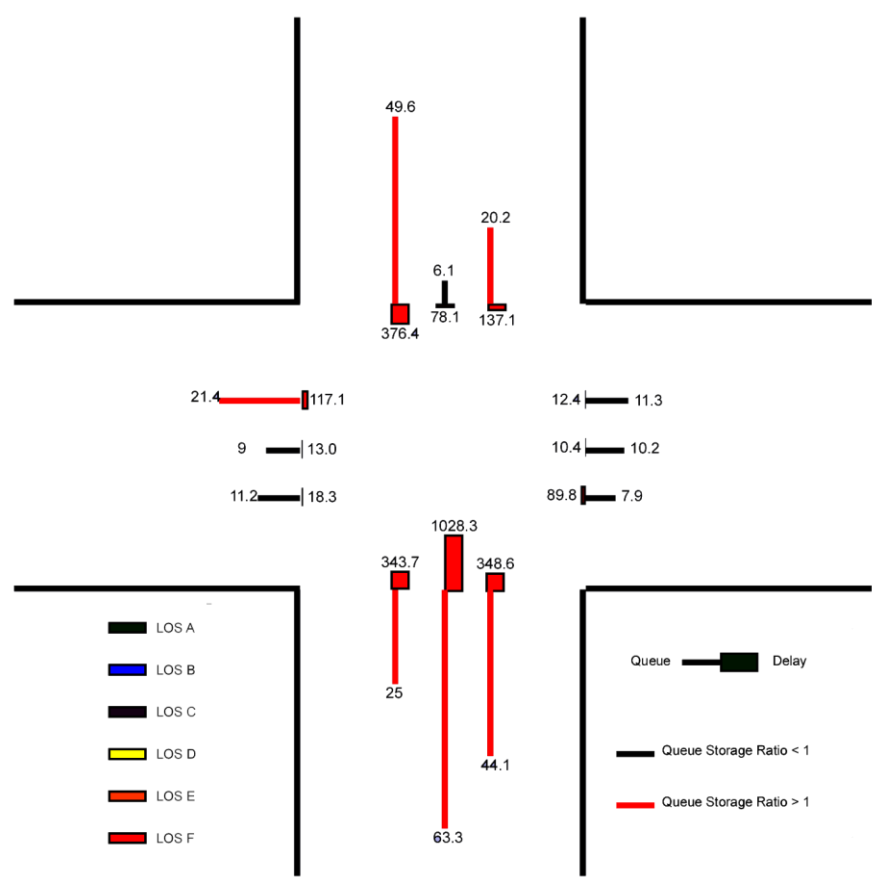 49.6
20.2
6.1
376.4
78.1
137.1
21.4
117.1
12.4
11.3
9
13.0
10.4
10.2
11.2
18.3
89.8
7.9
1028.3
343.7
348.6
25
44.1
63.3
LOS A
LOS B
LOS C
LOS D
LOS E
LOS F
Queue
Delay
Queue Storage Ratio < 1
Queue Storage Ratio > 1